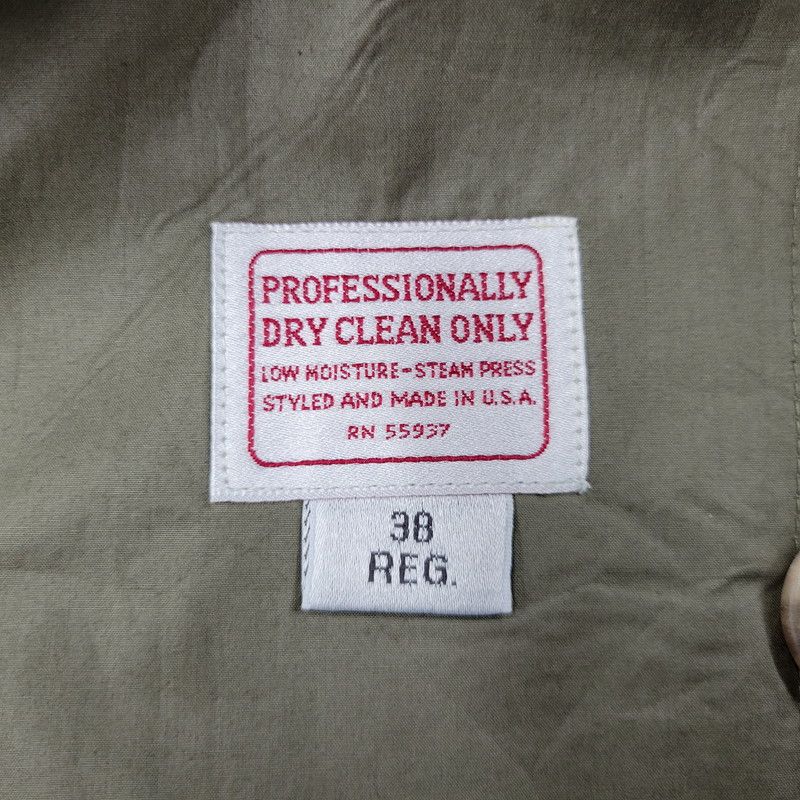 PROFESSIONALLY
DRY CLEAN ONLY
LOW MOISTURE-STEAM PRESS
STYLED AND MADE IN U.S.A.
RN 55937
38
REG.